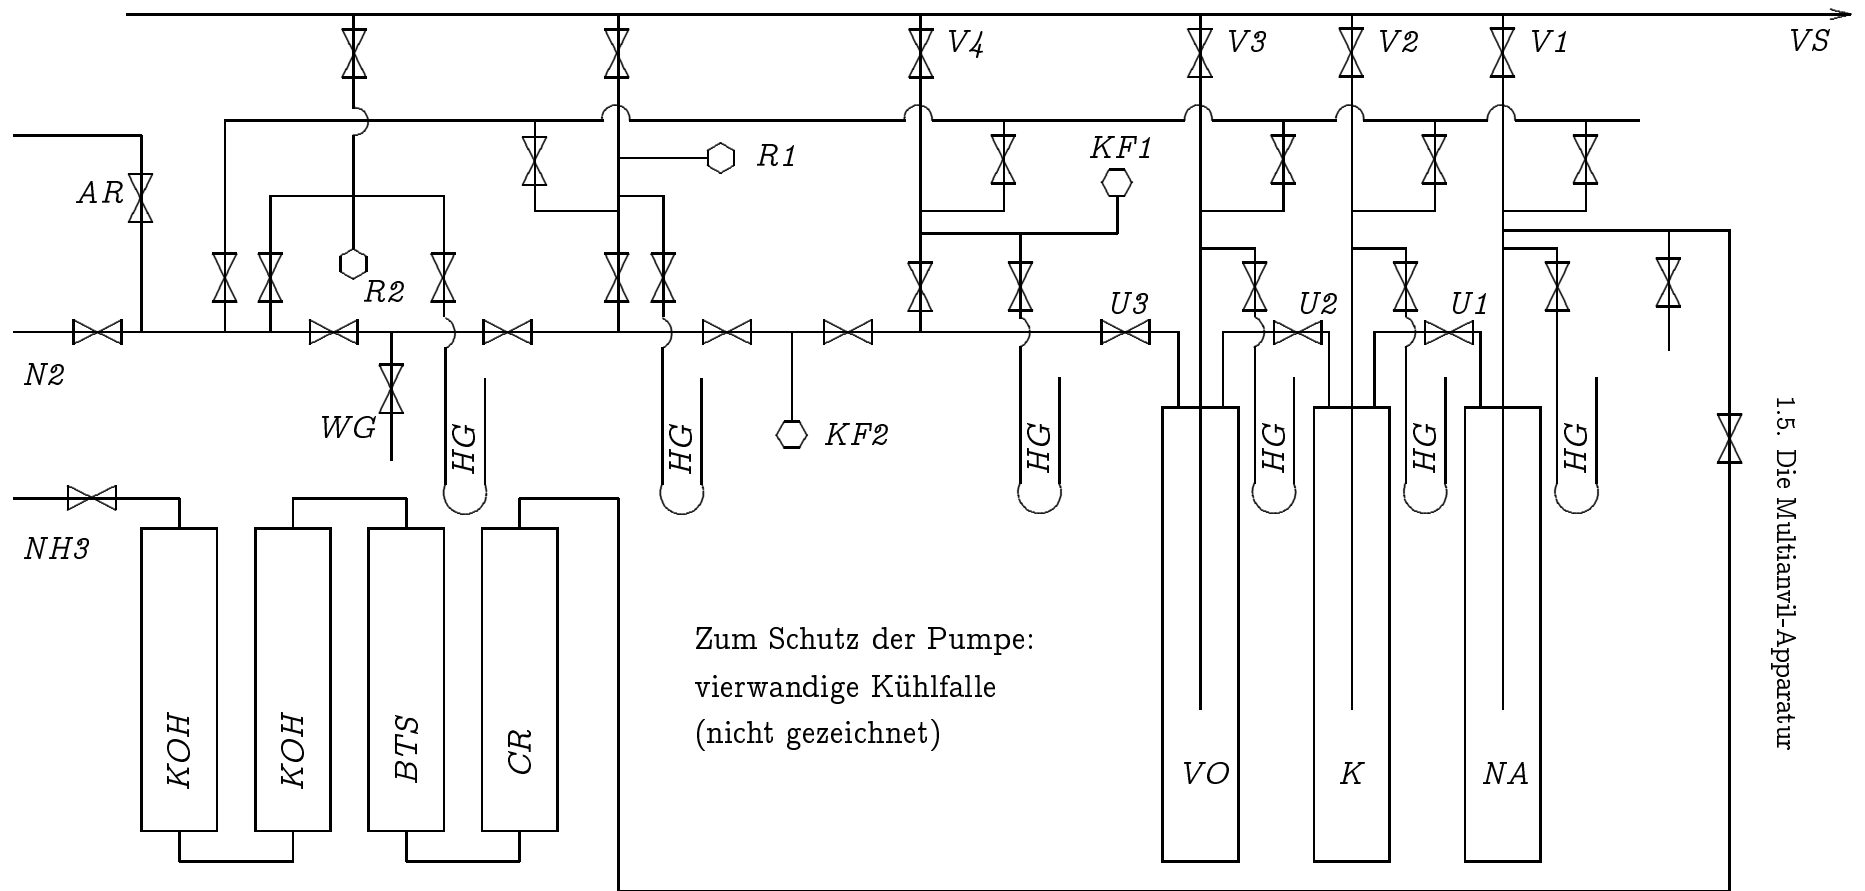 V4
V3
V2
V1
VS
R1
KF1
AR
R2
U3
U2
U1
N2
WG
KF2
HG
HG
HG
HG
HG
HG
NH3
KOH
KOH
BTS
CR
Zum Schutz der Pumpe:
vierwandige Kühlfalle
(nicht gezeichnet)
VO
K
NA
1.5. Die Multianvil-Apparatur